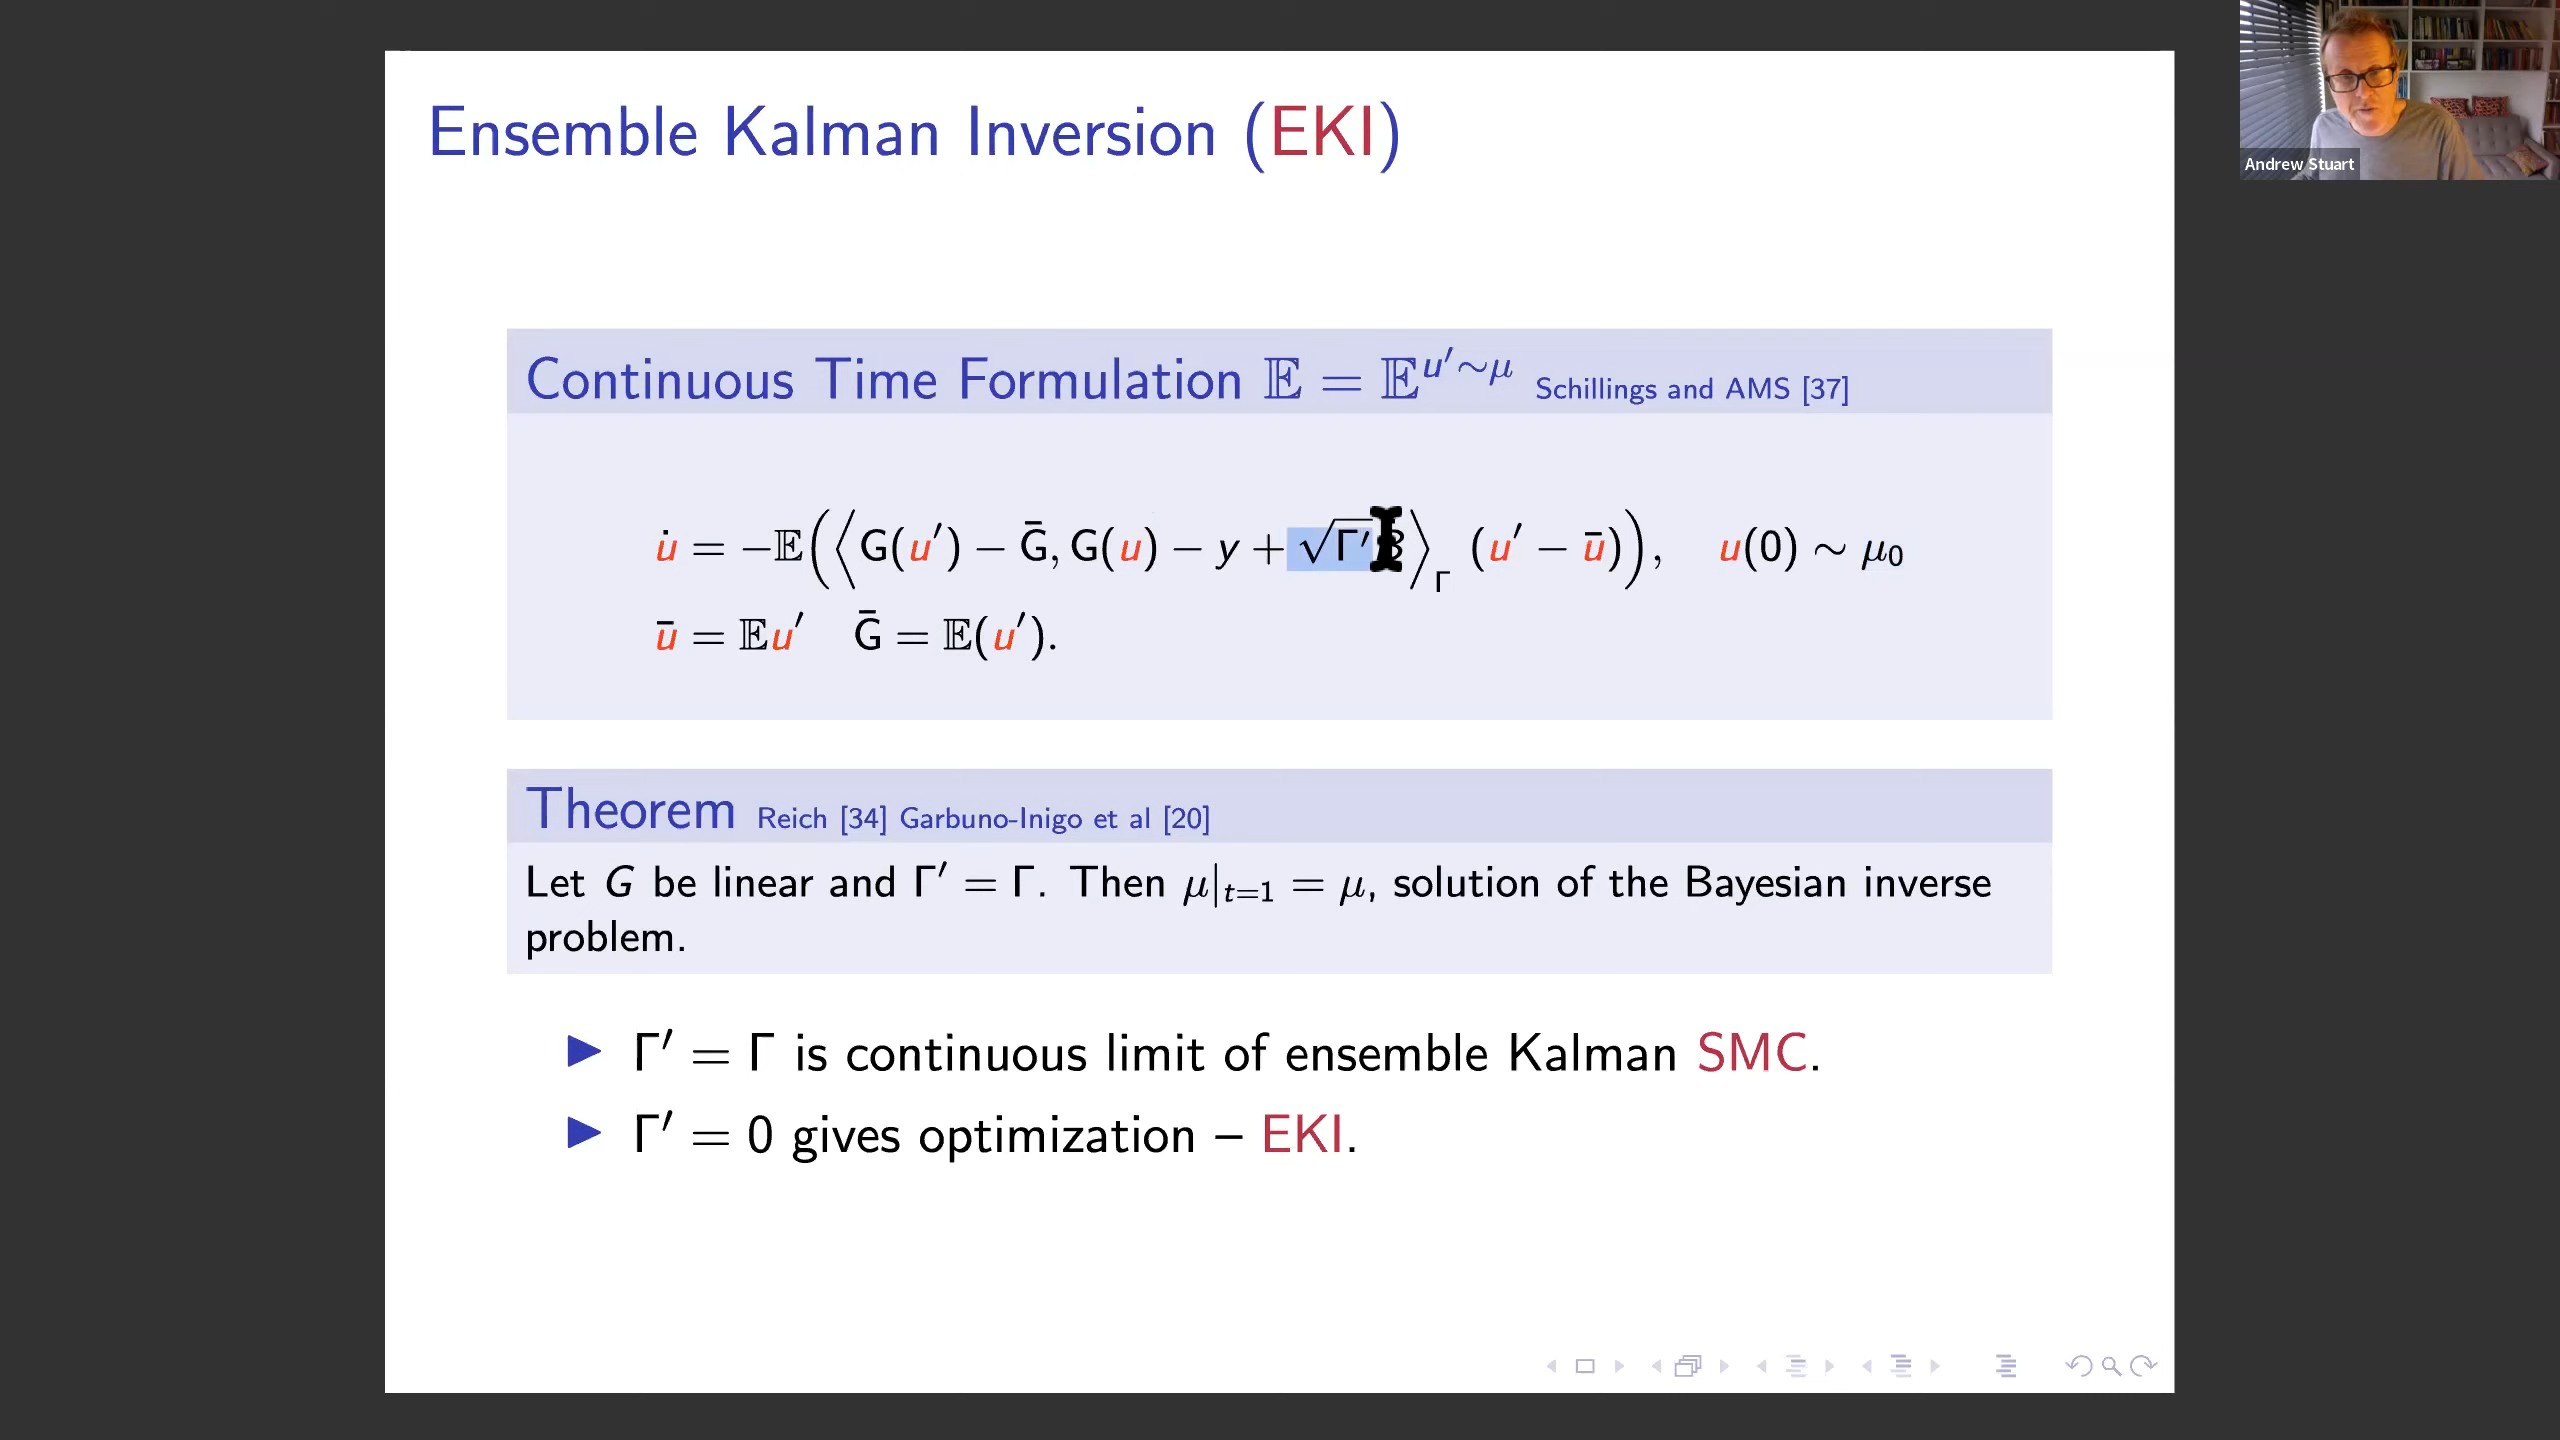 Ensemble Kalman Inversion (EKI)
Andrew Stuart
Continuous Time Formulation 𝔼 = 𝔼^{u′∼μ} Schillings and AMS [37]
u̇ = −𝔼(⟨G(u′) − Ḡ, G(u) − y + √Γ′ ⟩_Γ (u′ − ū)), u(0) ∼ μ₀
ū = 𝔼u′ Ḡ = 𝔼(u′).
Theorem Reich [34] Garbuno-Inigo et al [20]
Let G be linear and Γ′ = Γ. Then μ|_{t=1} = μ, solution of the Bayesian inverse
problem.
▶ Γ′ = Γ is continuous limit of ensemble Kalman SMC.
▶ Γ′ = 0 gives optimization – EKI.